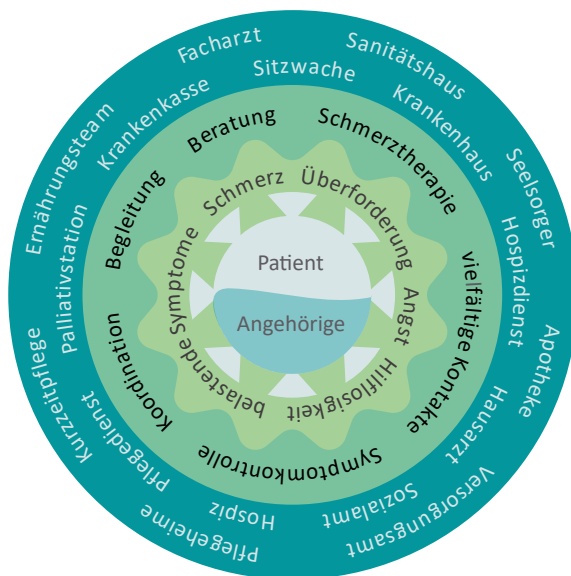 Facharzt
Sanitätshaus
Seelsorger
Apotheke
Versorgungsamt
Pflegeheime
Kurzzeitpflege
Ernährungsteam
Krankenkasse
Sitzwache
Krankenhaus
Hospizdienst
Hausarzt
Sozialamt
Hospiz
Pflegedienst
Palliativstation
Beratung
Schmerztherapie
vielfältige Kontakte
Symptomkontrolle
Koordination
Begleitung
Schmerz
Überforderung
Angst
Hilflosigkeit
belastende Symptome
Patient
Angehörige